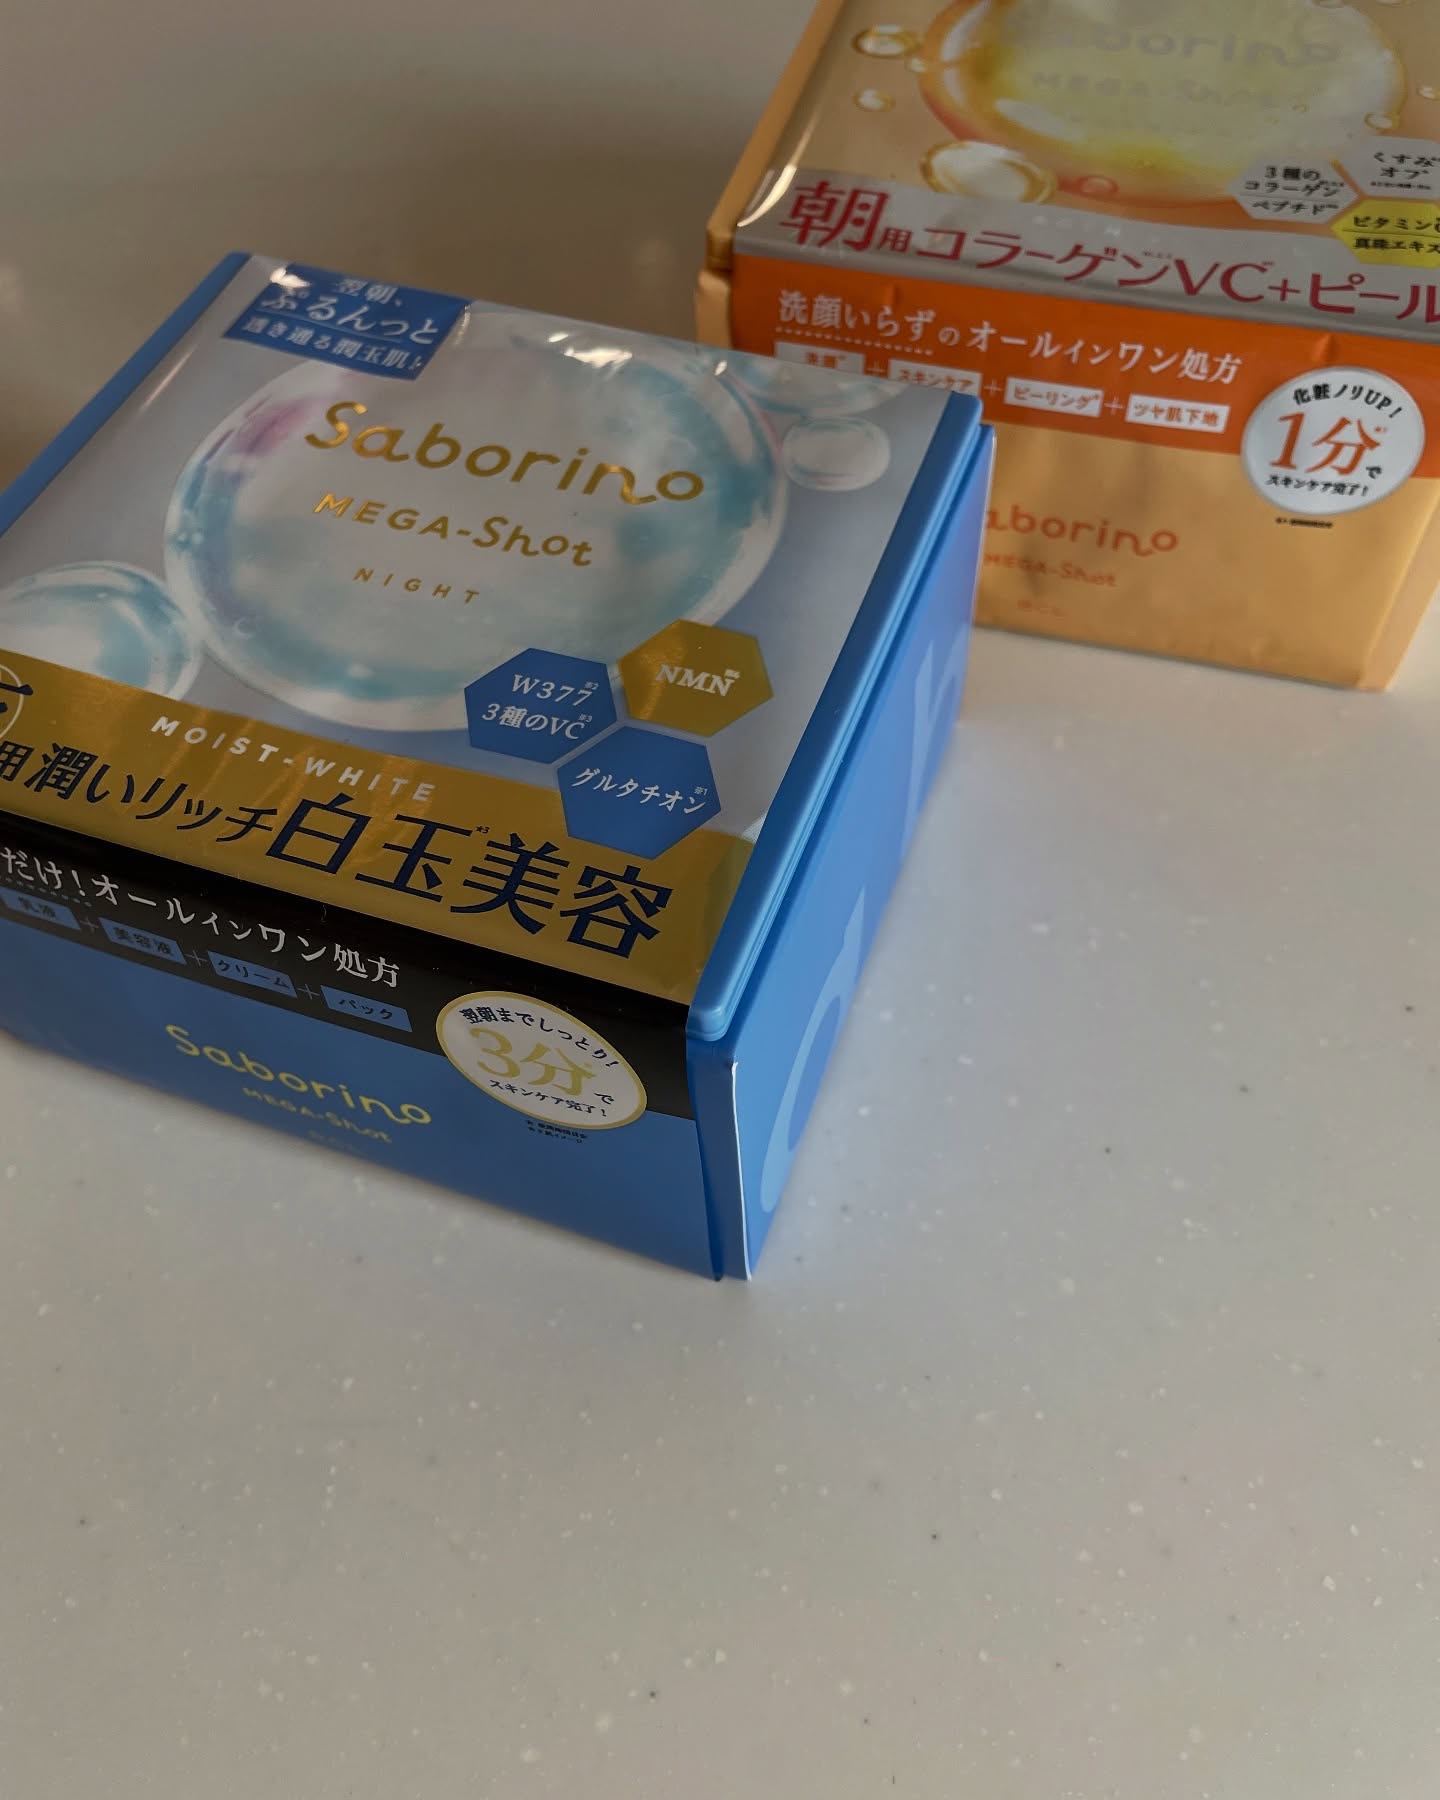 翌朝、
ぷるんっと
透き通る潤玉肌!
Saborino
MEGA-Shot
NIGHT
W377※2
3種のVC※3
NMN※4
グルタチオン※1
MOIST-WHITE
用潤いリッチ白玉*3美容
だけ!オールインワン処方
乳液+美容液+クリーム+パック
翌朝までしっとり!
3分で
スキンケア完了!
Saborino
MEGA-Shot
Saborino
MEGA-Shot
3種の
コラーゲン
ペプチド
くすみ
オフ
ビタミンC
真珠エキス
朝用コラーゲンVC+ピール
洗顔いらずのオールインワン処方
洗顔+スキンケア+ピーリング+ツヤ肌下地
化粧ノリUP!
1分で
スキンケア完了!
aborino
MEGA-Shot